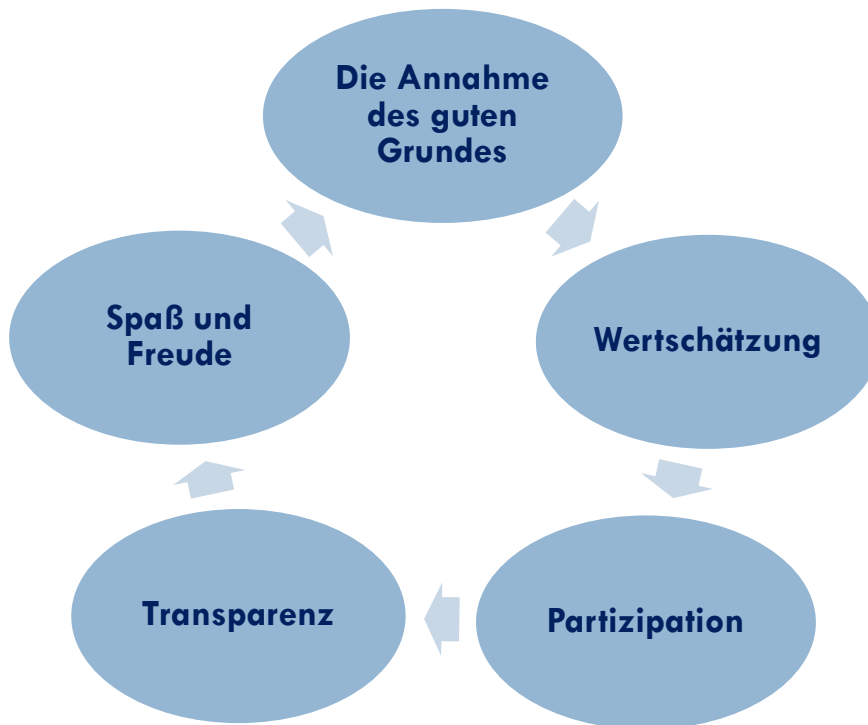 Die Annahme
des guten
Grundes
Wertschätzung
Partizipation
Transparenz
Spaß und
Freude